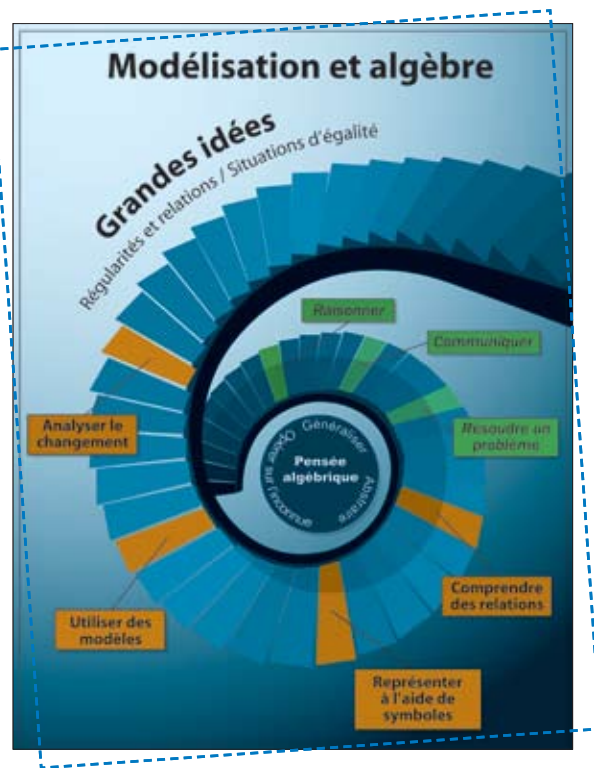 Modélisation et algèbre
Grandes idées
Régularités et relations / Situations d'égalité
Raisonner
Communiquer
Résoudre un
problème
Analyser le
changement
Généraliser
Abstraire
Opérer sur l'inconnue
Pensée
algébrique
Comprendre
des relations
Utiliser des
modèles
Représenter
à l'aide de
symboles